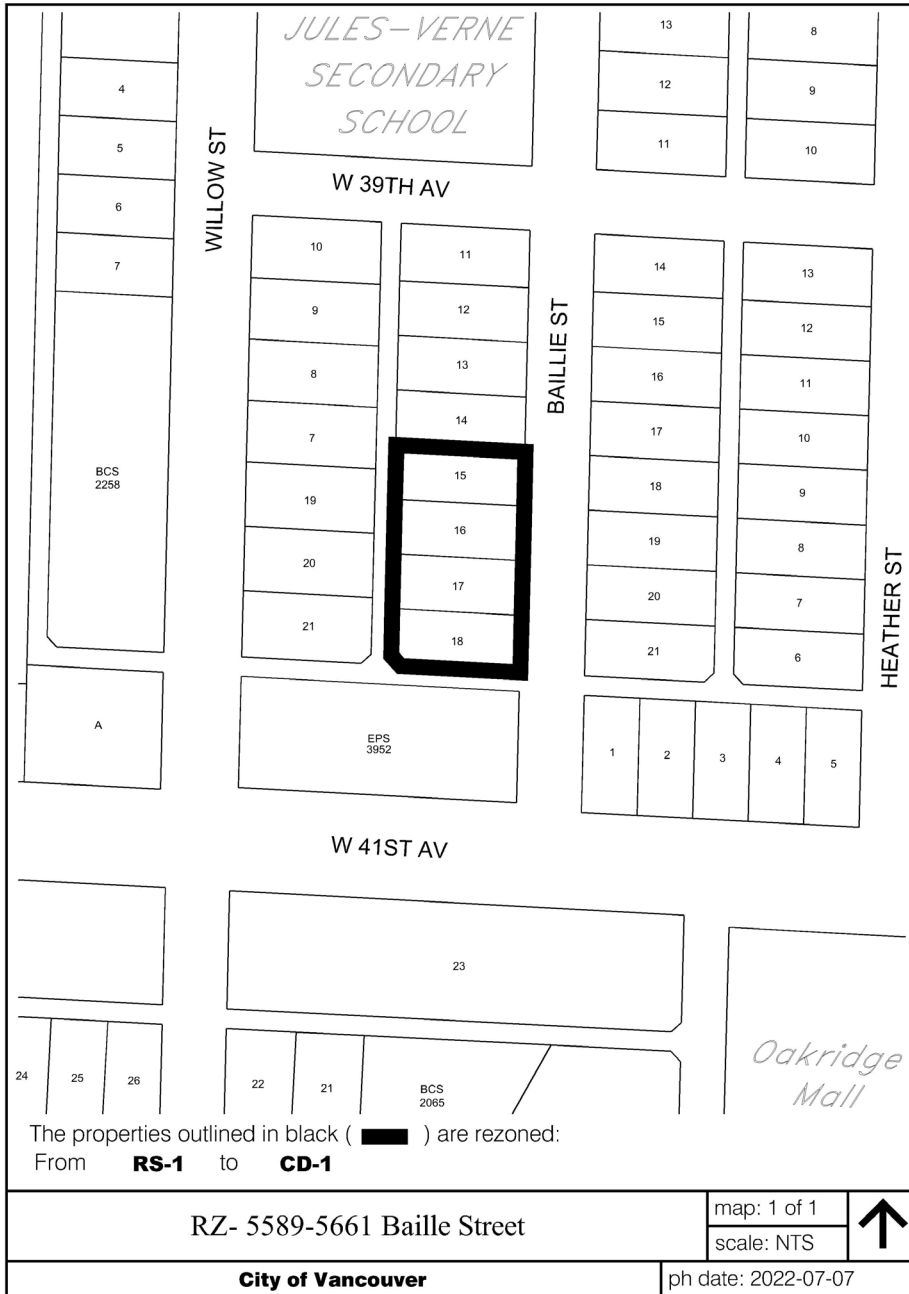 JULES-VERNE
SECONDARY
SCHOOL
13
8
4
12
9
5
11
10
WILLOW ST
W 39TH AV
6
7
10
11
14
13
9
12
BAILLIE ST
15
12
8
13
16
11
7
14
17
10
BCS
2258
19
15
18
9
20
16
19
8
21
17
20
7
18
21
6
HEATHER ST
A
EPS
3952
1
2
3
4
5
W 41ST AV
23
24
25
26
22
21
BCS
2065
Oakridge
Mall
The properties outlined in black ( ) are rezoned:
From RS-1 to CD-1
RZ- 5589-5661 Baille Street
map: 1 of 1
scale: NTS
City of Vancouver
ph date: 2022-07-07